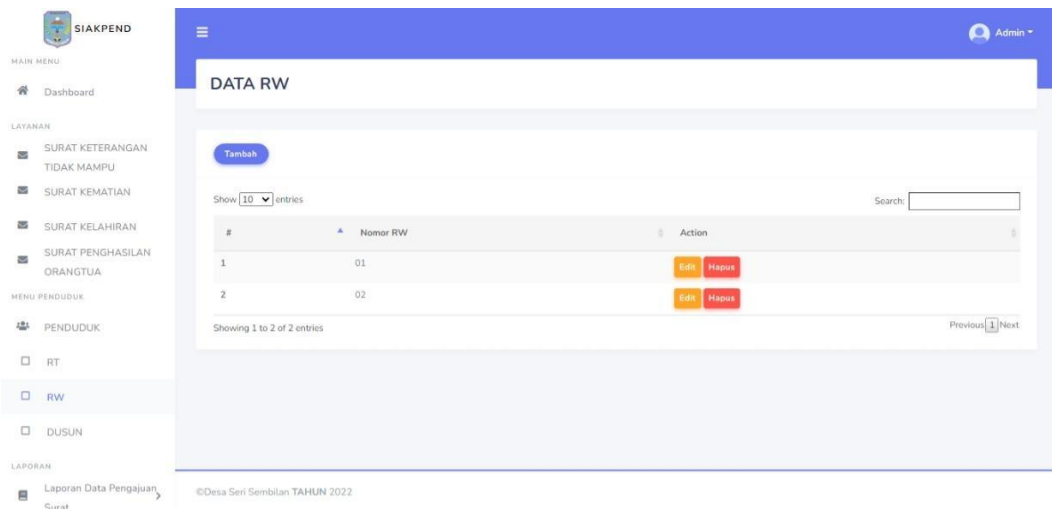 SIAKPEND
MAIN MENU
Dashboard
LAYANAN
SURAT KETERANGAN
TIDAK MAMPU
SURAT KEMATIAN
SURAT KELAHIRAN
SURAT PENGHASILAN
ORANGTUA
MENU PENDUDUK
PENDUDUK
RT
RW
DUSUN
LAPORAN
Laporan Data Pengajuan
Surat
Admin
DATA RW
Tambah
Show 10 entries
Search:
# Nomor RW Action
1 01 Edit Hapus
2 02 Edit Hapus
Showing 1 to 2 of 2 entries
Previous 1 Next
©Desa Seri Sembilan TAHUN 2022